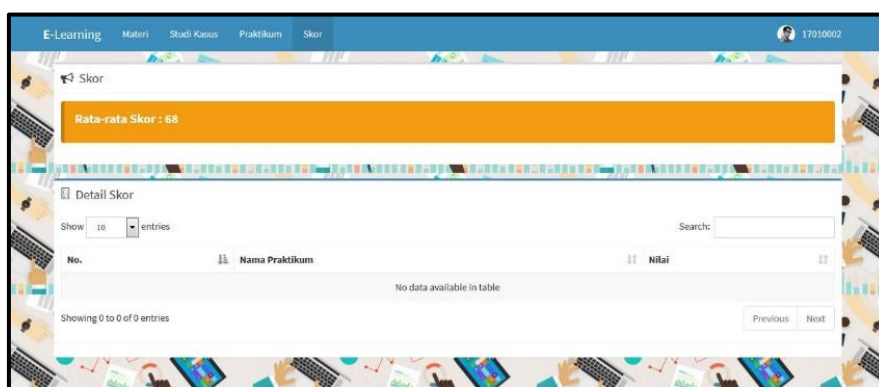 E-Learning Materi Studi Kasus Praktikum Skor 17010002
Skor
Rata-rata Skor : 68
Detail Skor
Show 10 entries Search:
No. Nama Praktikum Nilai
No data available in table
Showing 0 to 0 of 0 entries Previous Next